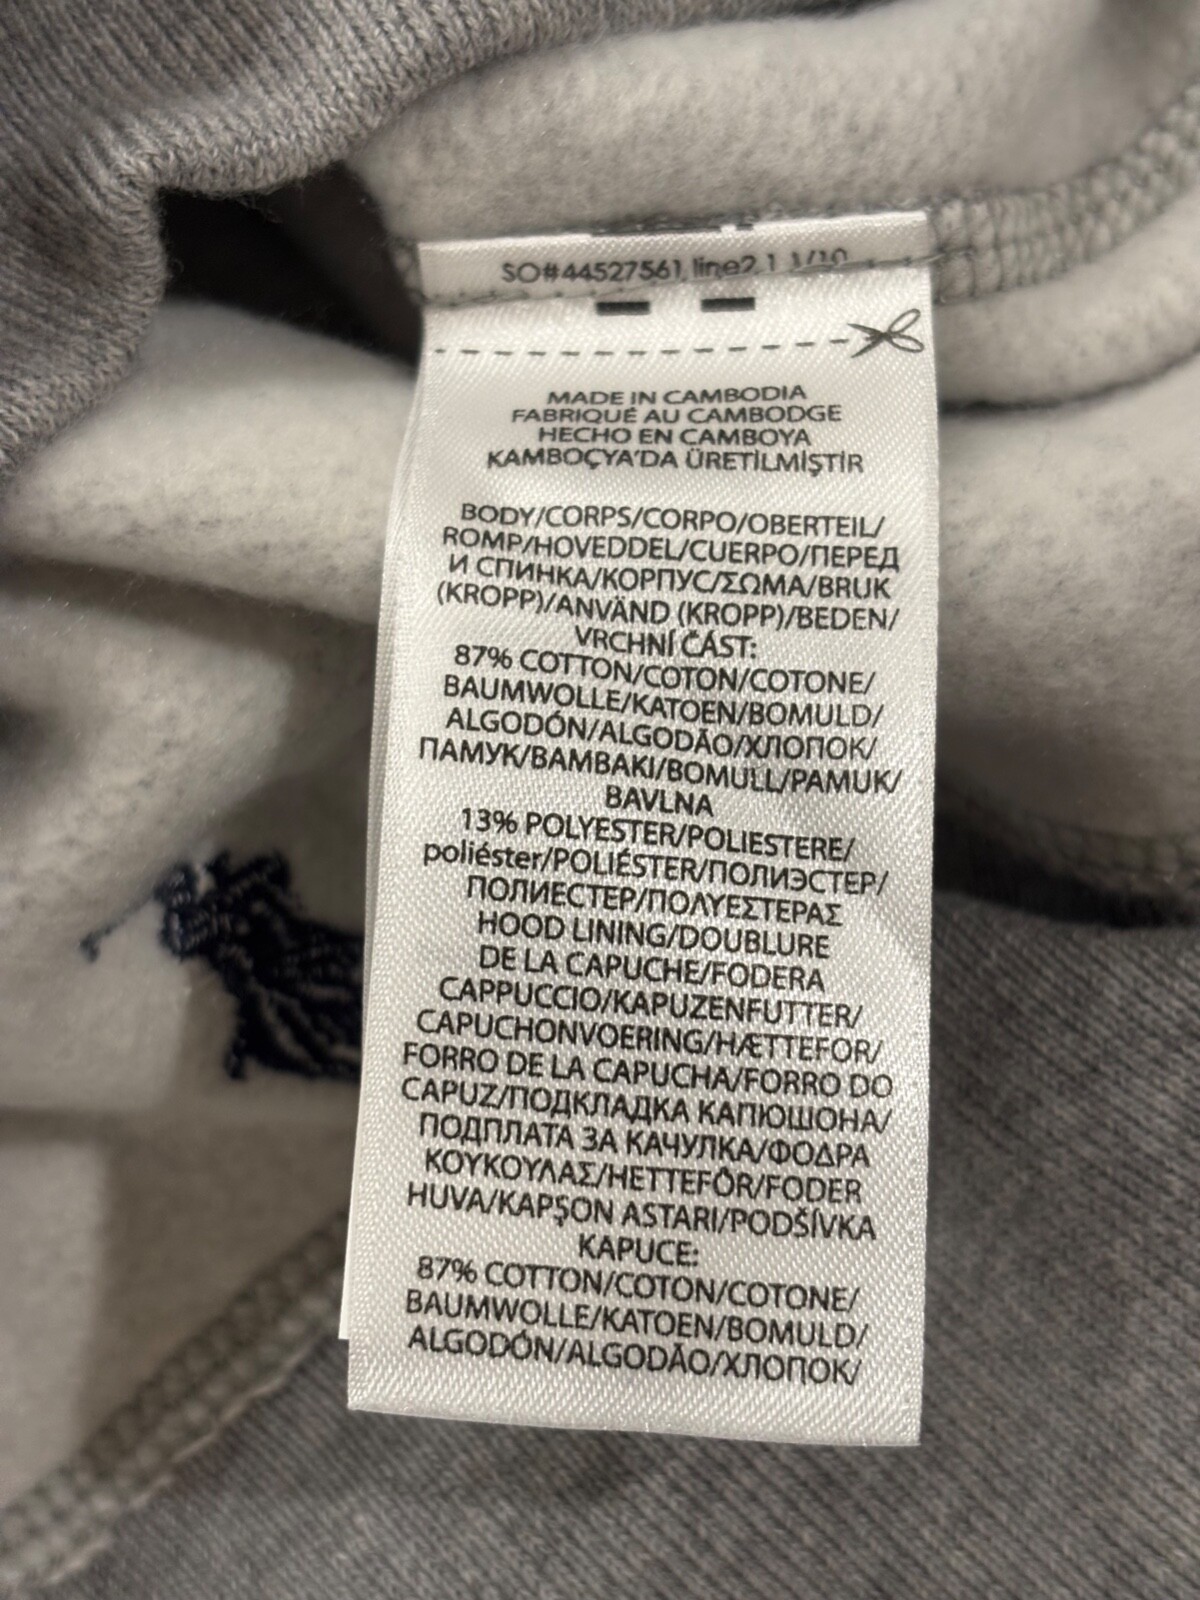 SO#44527561, line2.1 1/10
MADE IN CAMBODIA
FABRIQUÉ AU CAMBODGE
HECHO EN CAMBOYA
KAMBOÇYA'DA ÜRETİLMİŞTİR
BODY/CORPS/CORPO/OBERTEIL/
ROMP/HOVEDDEL/CUERPO/ПЕРЕД
И СПИНКА/КОРПУС/ΣΩΜΑ/BRUK
(KROPP)/ANVÄND (KROPP)/BEDEN/
VRCHNÍ ČÁST:
87% COTTON/COTON/COTONE/
BAUMWOLLE/KATOEN/BOMULD/
ALGODÓN/ALGODÃO/ХЛОПОК/
ПАМУК/ΒΑΜΒΑΚΙ/BOMULL/PAMUK/
BAVLNA
13% POLYESTER/POLIESTERE/
poliéster/POLIÉSTER/ПОЛИЭСТЕР/
ПОЛИЕСТЕР/ΠΟΛΥΕΣΤΕΡΑΣ
HOOD LINING/DOUBLURE
DE LA CAPUCHE/FODERA
CAPPUCCIO/KAPUZENFUTTER/
CAPUCHONVOERING/HÆTTEFOR/
FORRO DE LA CAPUCHA/FORRO DO
CAPUZ/ПОДКЛАДКА КАПЮШОНА/
ПОДПЛАТА ЗА КАЧУЛКА/ΦΟΔΡΑ
ΚΟΥΚΟΥΛΑΣ/HETTEFÔR/FODER
HUVA/KAPŞON ASTARI/PODŠÍVKA
KAPUCE:
87% COTTON/COTON/COTONE/
BAUMWOLLE/KATOEN/BOMULD/
ALGODÓN/ALGODÃO/ХЛОПОК/